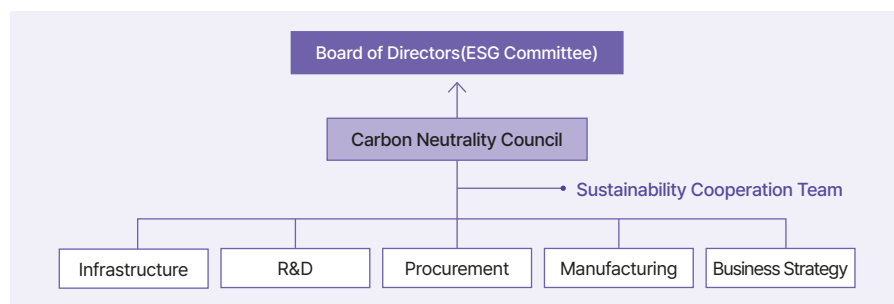 Board of Directors(ESG Committee)
Carbon Neutrality Council
Sustainability Cooperation Team
Infrastructure
R&D
Procurement
Manufacturing
Business Strategy